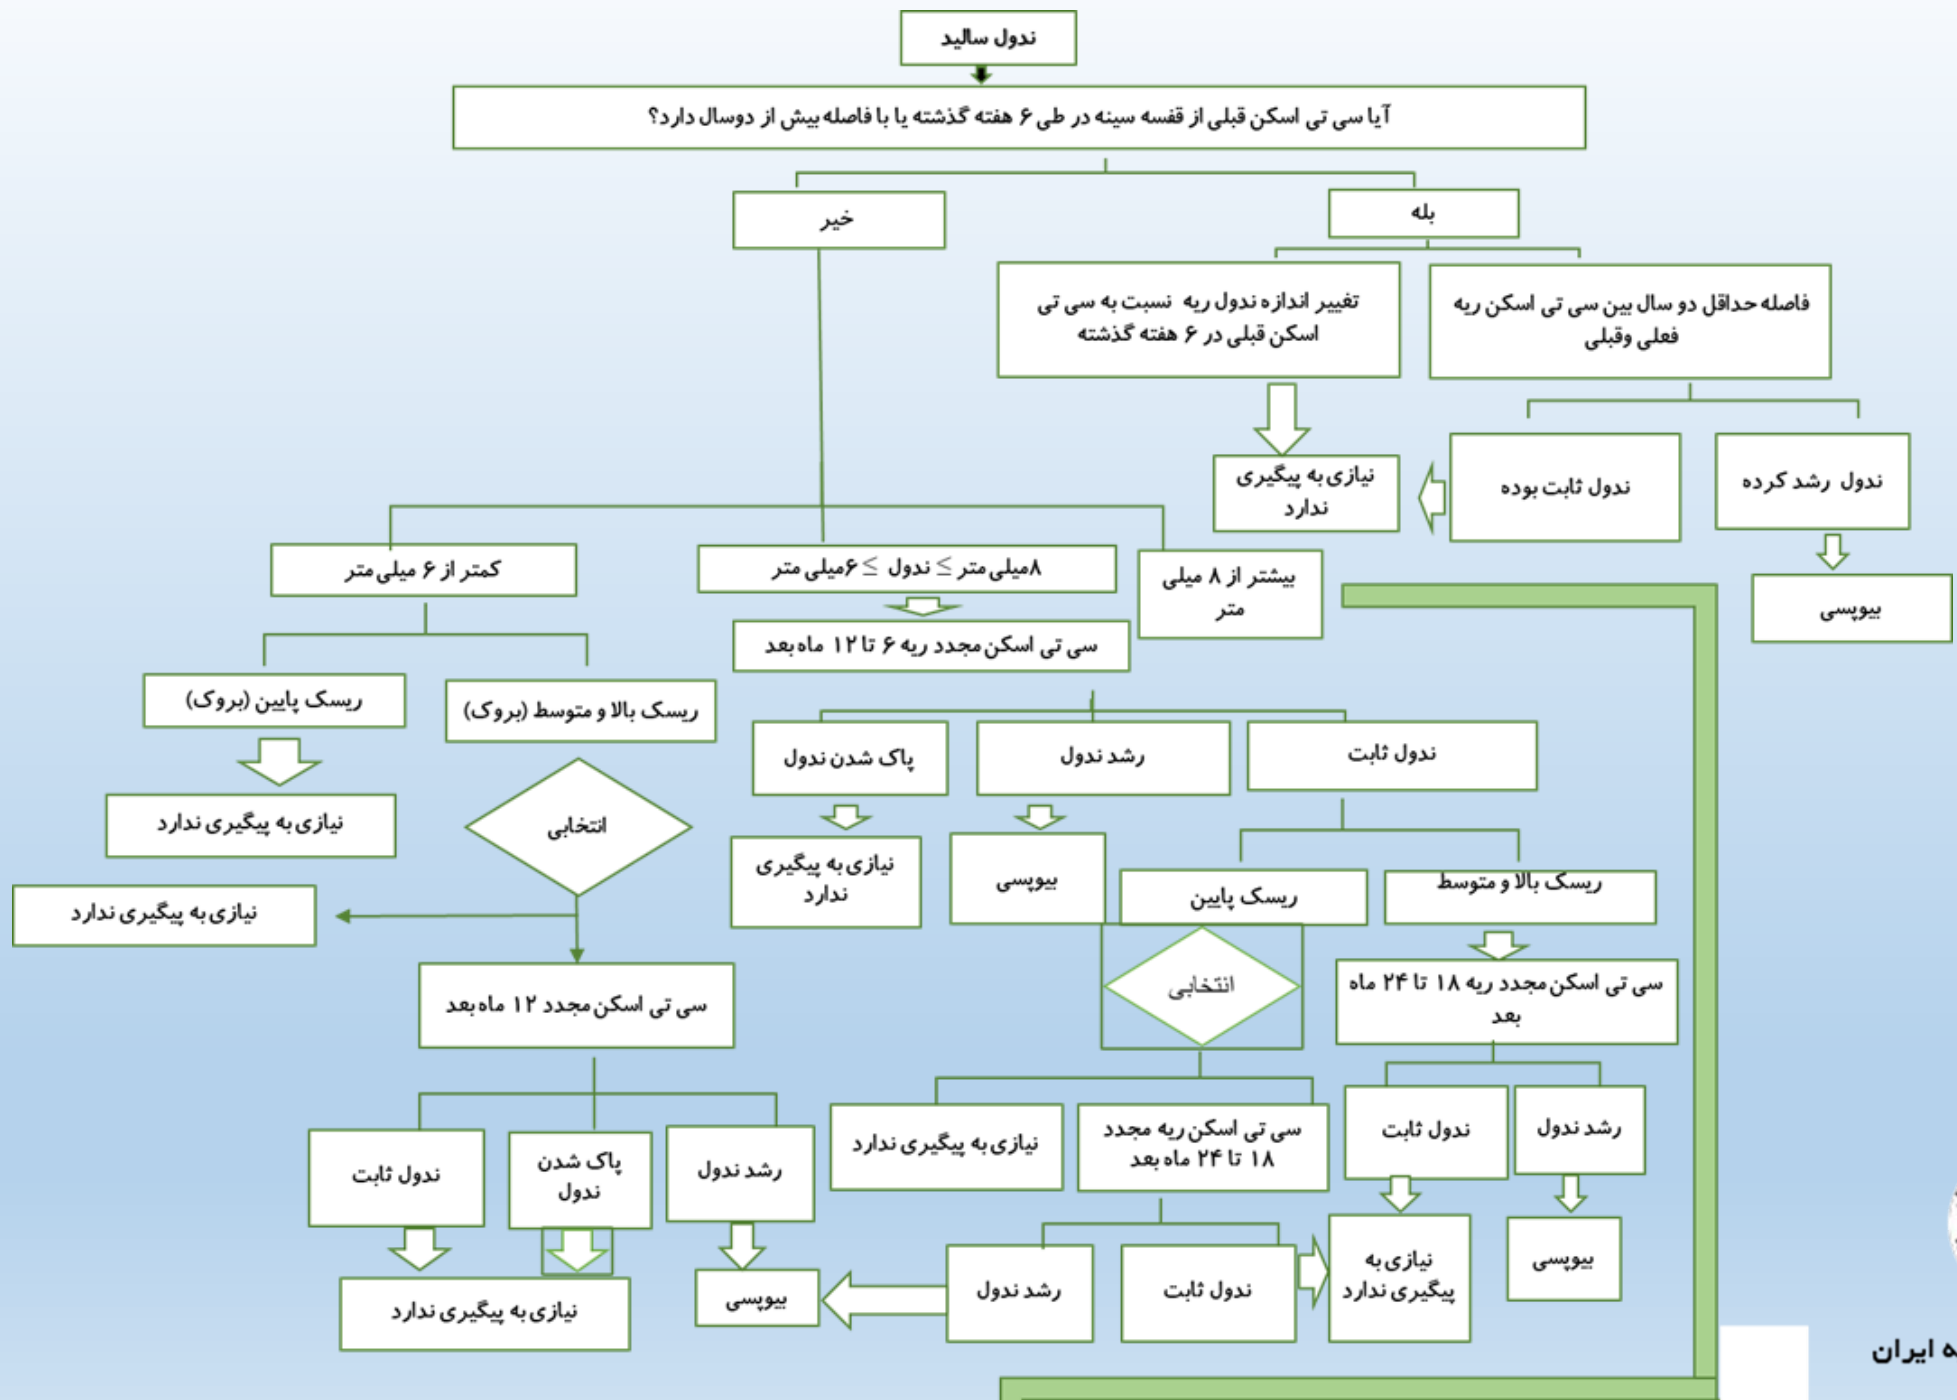 ندول سالید
آیا سی تی اسکن قبلی از قفسه سینه در طی ۶ هفته گذشته یا با فاصله بیش از دوسال دارد؟
بله
خیر
فاصله حداقل دو سال بین سی تی اسکن ریه
فعلی وقبلی
تغییر اندازه ندول ریه نسبت به سی تی
اسکن قبلی در ۶ هفته گذشته
ندول رشد کرده
ندول ثابت بوده
نیازی به پیگیری
ندارد
بیوپسی
بیشتر از ۸ میلی
متر
۸میلی متر ≥ ندول ≥ ۶میلی متر
کمتر از ۶ میلی متر
سی تی اسکن مجدد ریه ۶ تا ۱۲ ماه بعد
ریسک بالا و متوسط (بروک)
ریسک پایین (بروک)
ندول ثابت
رشد ندول
پاک شدن ندول
انتخابی
نیازی به پیگیری ندارد
نیازی به پیگیری ندارد
ریسک بالا و متوسط
ریسک پایین
بیوپسی
نیازی به پیگیری
ندارد
سی تی اسکن مجدد ریه ۱۸ تا ۲۴ ماه
بعد
انتخابی
سی تی اسکن مجدد ۱۲ ماه بعد
رشد ندول
ندول ثابت
سی تی اسکن ریه مجدد
۱۸ تا ۲۴ ماه بعد
نیازی به پیگیری ندارد
رشد ندول
پاک شدن
ندول
ندول ثابت
بیوپسی
نیازی به
پیگیری ندارد
ندول ثابت
رشد ندول
بیوپسی
نیازی به پیگیری ندارد
ه ایران